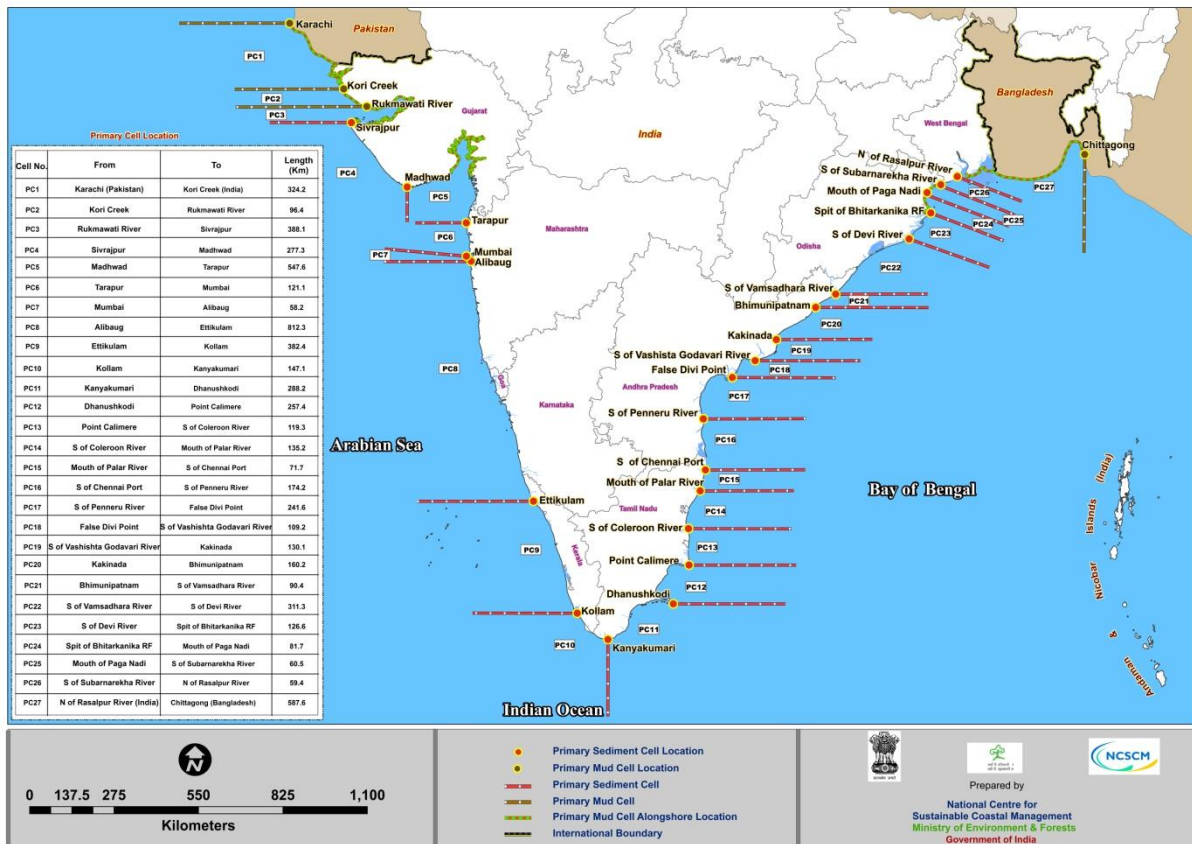 Karachi
Pakistan
PC1
Kori Creek
PC2
Rukmawati River
PC3
Gujarat
Sivrajpur
Primary Cell Location
Cell No. From To Length (Km)
PC1 Karachi (Pakistan) Kori Creek (India) 324.2
PC2 Kori Creek Rukmawati River 96.4
PC3 Rukmawati River Sivrajpur 388.1
PC4 Sivrajpur Madhwad 277.3
PC5 Madhwad Tarapur 547.6
PC6 Tarapur Mumbai 121.1
PC7 Mumbai Alibaug 58.2
PC8 Alibaug Ettikulam 812.3
PC9 Ettikulam Kollam 382.4
PC10 Kollam Kanyakumari 147.1
PC11 Kanyakumari Dhanushkodi 288.2
PC12 Dhanushkodi Point Calimere 257.4
PC13 Point Calimere S of Coleroon River 119.3
PC14 S of Coleroon River Mouth of Palar River 135.2
PC15 Mouth of Palar River S of Chennai Port 71.7
PC16 S of Chennai Port S of Penneru River 174.2
PC17 S of Penneru River False Divi Point 241.6
PC18 False Divi Point S of Vashishta Godavari River 109.2
PC19 S of Vashishta Godavari River Kakinada 130.1
PC20 Kakinada Bhimunipatnam 160.2
PC21 Bhimunipatnam S of Vamsadhara River 90.4
PC22 S of Vamsadhara River S of Devi River 311.3
PC23 S of Devi River Spit of Bhitarkanika RF 126.6
PC24 Spit of Bhitarkanika RF Mouth of Paga Nadi 81.7
PC25 Mouth of Paga Nadi S of Subarnarekha River 60.5
PC26 S of Subarnarekha River N of Rasalpur River 59.4
PC27 N of Rasalpur River (India) Chittagong (Bangladesh) 587.6
PC4
Madhwad
PC5
Tarapur
PC6
Mumbai
PC7
Alibaug
Maharashtra
India
PC8
Goa
Karnataka
Arabian Sea
Ettikulam
PC9
Kerala
Kollam
PC10
Kanyakumari
Indian Ocean
PC11
Dhanushkodi
PC12
Point Calimere
PC13
S of Coleroon River
Tamil Nadu
PC14
Mouth of Palar River
PC15
S of Chennai Port
PC16
S of Penneru River
Andhra Pradesh
PC17
False Divi Point
PC18
S of Vashista Godavari River
PC19
Kakinada
PC20
Bhimunipatnam
PC21
S of Vamsadhara River
PC22
Odisha
S of Devi River
PC23
Spit of Bhitarkanika RF
PC24
Mouth of Paga Nadi
PC25
S of Subarnarekha River
PC26
N of Rasalpur River
West Bengal
Bangladesh
PC27
Chittagong
Bay of Bengal
Andaman & Nicobar Islands (India)
N
0 137.5 275 550 825 1,100
Kilometers
Primary Sediment Cell Location
Primary Mud Cell Location
Primary Sediment Cell
Primary Mud Cell
Primary Mud Cell Alongshore Location
International Boundary
NCSCM
Prepared by
National Centre for
Sustainable Coastal Management
Ministry of Environment & Forests
Government of India